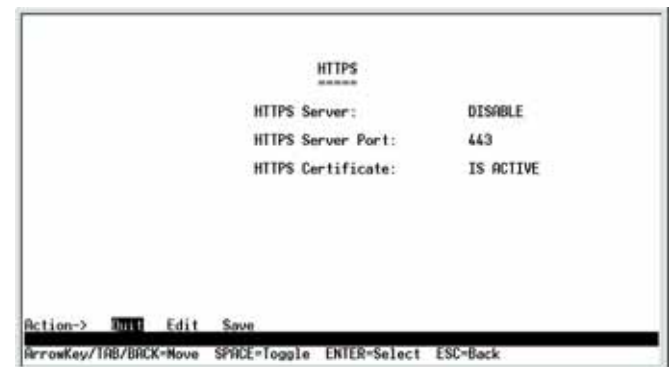 HTTPS
=====
HTTPS Server: DISABLE
HTTPS Server Port: 443
HTTPS Certificate: IS ACTIVE
Action-> Quit Edit Save
ArrowKey/TAB/BACK=Move SPACE=Toggle ENTER=Select ESC=Back